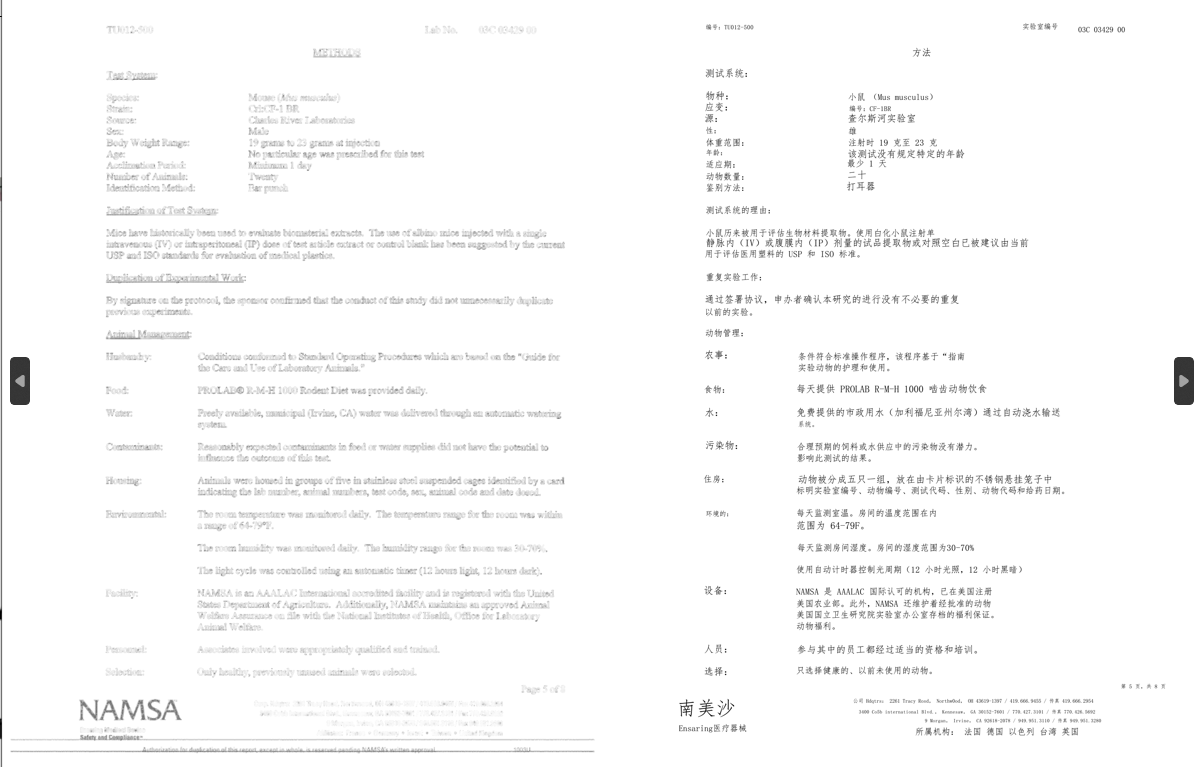 TU012-500 Lab No. 03C 03429 00
METHODS
Test System:
Species: Mouse (Mus musculus)
Strain: Crl:CF-1 BR
Source: Charles River Laboratories
Sex: Male
Body Weight Range: 19 grams to 23 grams at injection
Age: No particular age was prescribed for this test
Acclimation Period: Minimum 1 day
Number of Animals: Twenty
Identification Method: Ear punch
Justification of Test System:
Mice have historically been used to evaluate biomaterial extracts. The use of albino mice injected with a single
intravenous (IV) or intraperitoneal (IP) dose of test article extract or control blank has been suggested by the current
USP and ISO standards for evaluation of medical plastics.
Duplication of Experimental Work:
By signature on the protocol, the sponsor confirmed that the conduct of this study did not unnecessarily duplicate
previous experiments.
Animal Management:
Husbandry: Conditions conformed to Standard Operating Procedures which are based on the "Guide for
the Care and Use of Laboratory Animals."
Food: PROLAB® R-M-H 1000 Rodent Diet was provided daily.
Water: Freely available, municipal (Irvine, CA) water was delivered through an automatic watering
system.
Contaminants: Reasonably expected contaminants in feed or water supplies did not have the potential to
influence the outcome of this test.
Housing: Animals were housed in groups of five in stainless steel suspended cages identified by a card
indicating the lab number, animal numbers, test code, sex, animal code and date dosed.
Environmental: The room temperature was monitored daily. The temperature range for the room was within
a range of 64-79°F.
The room humidity was monitored daily. The humidity range for the room was 30-70%.
The light cycle was controlled using an automatic timer (12 hours light, 12 hours dark).
Facility: NAMSA is an AAALAC International accredited facility and is registered with the United
States Department of Agriculture. Additionally, NAMSA maintains an approved Animal
Welfare Assurance on file with the National Institutes of Health, Office for Laboratory
Animal Welfare.
Personnel: Associates involved were appropriately qualified and trained.
Selection: Only healthy, previously unused animals were selected.
Page 5 of 8
NAMSA
Safety and Compliance
Authorization for duplication of this report, except in whole, is reserved pending NAMSA's written approval.
编号：TU012-500 实验室编号 03C 03429 00
方法
测试系统：
物种： 小鼠 （Mus musculus）
应变： 编号：CF-1BR
源： 查尔斯河实验室
性： 雄
体重范围： 注射时 19 克至 23 克
年龄： 该测试没有规定特定的年龄
适应期： 最少 1 天
动物数量： 二十
鉴别方法： 打耳器
测试系统的理由：
小鼠历来被用于评估生物材料提取物。使用白化小鼠注射单
静脉内（IV）或腹膜内（IP）剂量的试品提取物或对照空白已被建议由当前
用于评估医用塑料的 USP 和 ISO 标准。
重复实验工作：
通过签署协议，申办者确认本研究的进行没有不必要的重复
以前的实验。
动物管理：
农事： 条件符合标准操作程序，该程序基于“指南
实验动物的护理和使用。
食物： 每天提供 PROLAB R-M-H 1000 啮齿动物饮食
水： 免费提供的市政用水（加利福尼亚州尔湾）通过自动浇水输送
系统。
污染物： 合理预期的饲料或水供应中的污染物没有潜力。
影响此测试的结果。
住房： 动物被分成五只一组，放在由卡片标识的不锈钢悬挂笼子中
标明实验室编号、动物编号、测试代码、性别、动物代码和给药日期。
环境的： 每天监测室温。房间的温度范围在内
范围为 64-79F。
每天监测房间湿度。房间的湿度范围为30-70%
使用自动计时器控制光周期（12 小时光照，12 小时黑暗）
设备： NAMSA 是 AAALAC 国际认可的机构，已在美国注册
美国农业部。此外，NAMSA 还维护着经批准的动物
美国国立卫生研究院实验室办公室存档的福利保证。
动物福利。
人员： 参与其中的员工都经过适当的资格和培训。
选择： 只选择健康的、以前未使用的动物。
第 5 页，共 8 页
南美沙
Ensaring医疗器械
公司 Hdqtrs: 2261 Tracy Road, NorthwOod, OH 43619-1397 / 419.666.9455 / 传真 419.666.2954
Kennesaw, GA 30152-7601 / 770.427.3101 / 传真 770.426.5692
9 Morgan, Irvine, CA 92618-2078 / 949.951.3110 / 传真 949.951.3280
所属机构： 法国 德国 以色列 台湾 英国